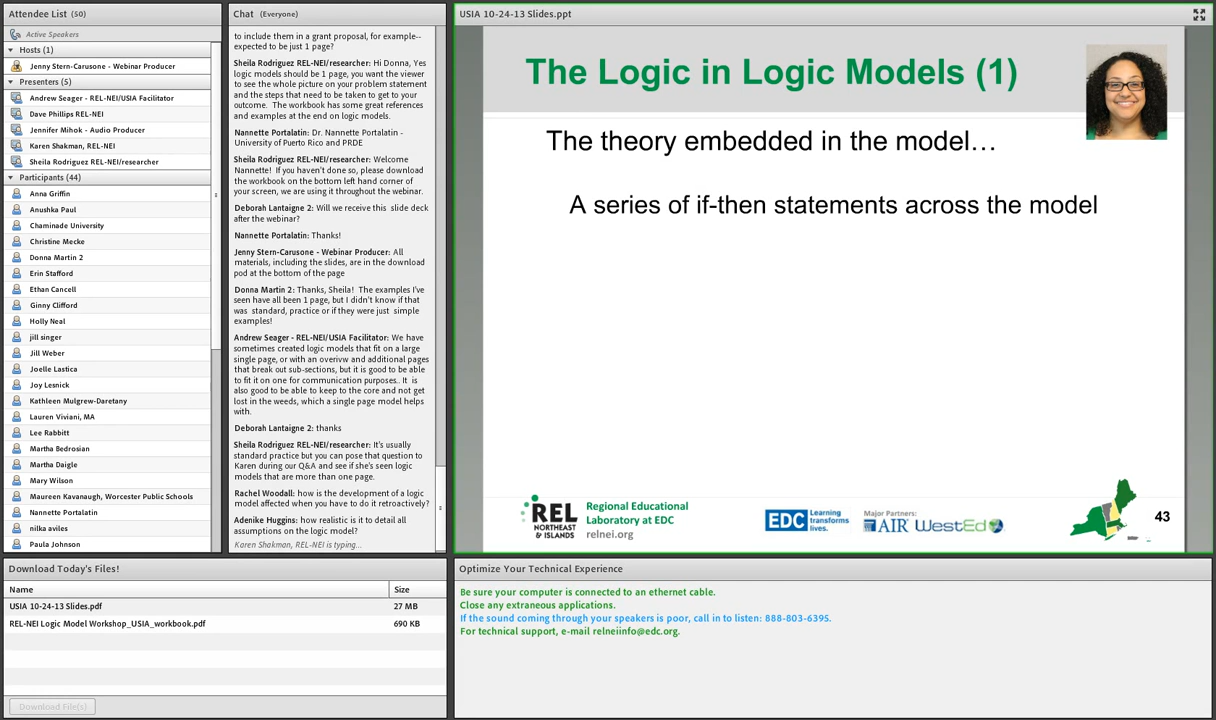 Attendee List (50)
Active Speakers
Hosts (1)
Jenny Stern-Carusone - Webinar Producer
Presenters (5)
Andrew Seager - REL-NEI/USIA Facilitator
Dave Phillips REL-NEI
Jennifer Mihok - Audio Producer
Karen Shakman, REL-NEI
Sheila Rodriguez REL-NEI/researcher
Participants (44)
Anna Griffin
Anushka Paul
Chaminade University
Christine Mecke
Donna Martin 2
Erin Stafford
Ethan Cancell
Ginny Clifford
Holly Neal
jill singer
Jill Weber
Joelle Lastica
Joy Lesnick
Kathleen Mulgrew-Daretany
Lauren Viviani, MA
Lee Rabbitt
Martha Bedrosian
Martha Daigle
Mary Wilson
Maureen Kavanaugh, Worcester Public Schools
Nannette Portalatin
nilka aviles
Paula Johnson
Chat (Everyone)
to include them in a grant proposal, for example--
expected to be just 1 page?
Sheila Rodriguez REL-NEI/researcher: Hi Donna, Yes
logic models should be 1 page, you want the viewer
to see the whole picture on your problem statement
and the steps that need to be taken to get to your
outcome. The workbook has some great references
and examples at the end on logic models.
Nannette Portalatin: Dr. Nannette Portalatin -
University of Puerto Rico and PRDE
Sheila Rodriguez REL-NEI/researcher: Welcome
Nannette! If you haven't done so, please download
the workbook on the bottom left hand corner of
your screen, we are using it throughout the webinar.
Deborah Lantaigne 2: Will we receive this slide deck
after the webinar?
Nannette Portalatin: Thanks!
Jenny Stern-Carusone - Webinar Producer: All
materials, including the slides, are in the download
pod at the bottom of the page
Donna Martin 2: Thanks, Sheila! The examples I've
seen have all been 1 page, but I didn't know if that
was standard, practice or if they were just simple
examples!
Andrew Seager - REL-NEI/USIA Facilitator: We have
sometimes created logic models that fit on a large
single page, or with an overivw and additional pages
that break out sub-sections, but it is good to be able
to fit it on one for communication purposes.. It is
also good to be able to keep to the core and not get
lost in the weeds, which a single page model helps
with.
Deborah Lantaigne 2: thanks
Sheila Rodriguez REL-NEI/researcher: It's usually
standard practice but you can pose that question to
Karen during our Q&A and see if she's seen logic
models that are more than one page.
Rachel Woodall: how is the development of a logic
model affected when you have to do it retroactively?
Adenike Huggins: how realistic is it to detail all
assumptions on the logic model?
Karen Shakman, REL-NEI is typing...
USIA 10-24-13 Slides.ppt
The Logic in Logic Models (1)
The theory embedded in the model…
A series of if-then statements across the model
REL
NORTHEAST
& ISLANDS
Regional Educational
Laboratory at EDC
relnei.org
EDC
Learning
transforms
lives.
Major Partners:
AIR WestEd
43
Download Today's Files!
Name Size
USIA 10-24-13 Slides.pdf 27 MB
REL-NEI Logic Model Workshop_USIA_workbook.pdf 690 KB
Download File(s)
Optimize Your Technical Experience
Be sure your computer is connected to an ethernet cable.
Close any extraneous applications.
If the sound coming through your speakers is poor, call in to listen: 888-803-6395.
For technical support, e-mail relneiinfo@edc.org.